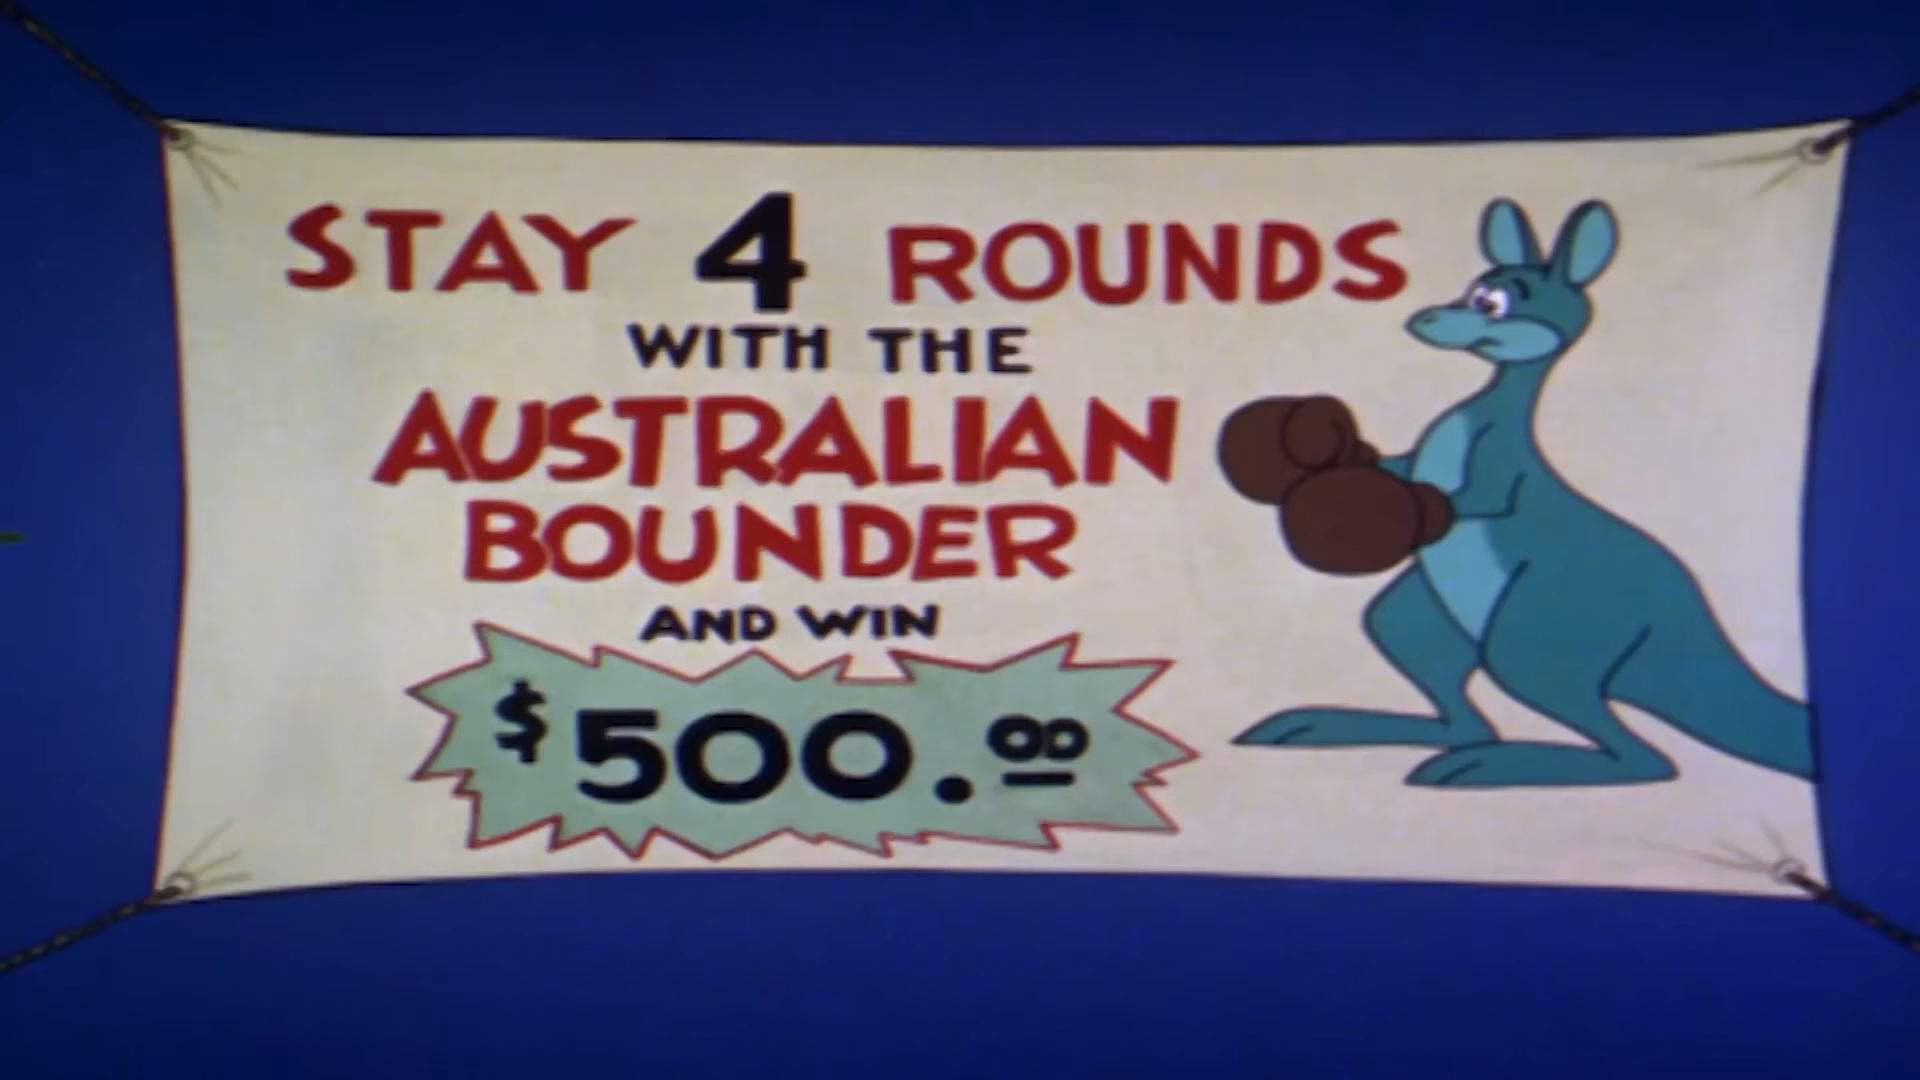 STAY 4 ROUNDS
WITH THE
AUSTRALIAN
BOUNDER
AND WIN
$500.00